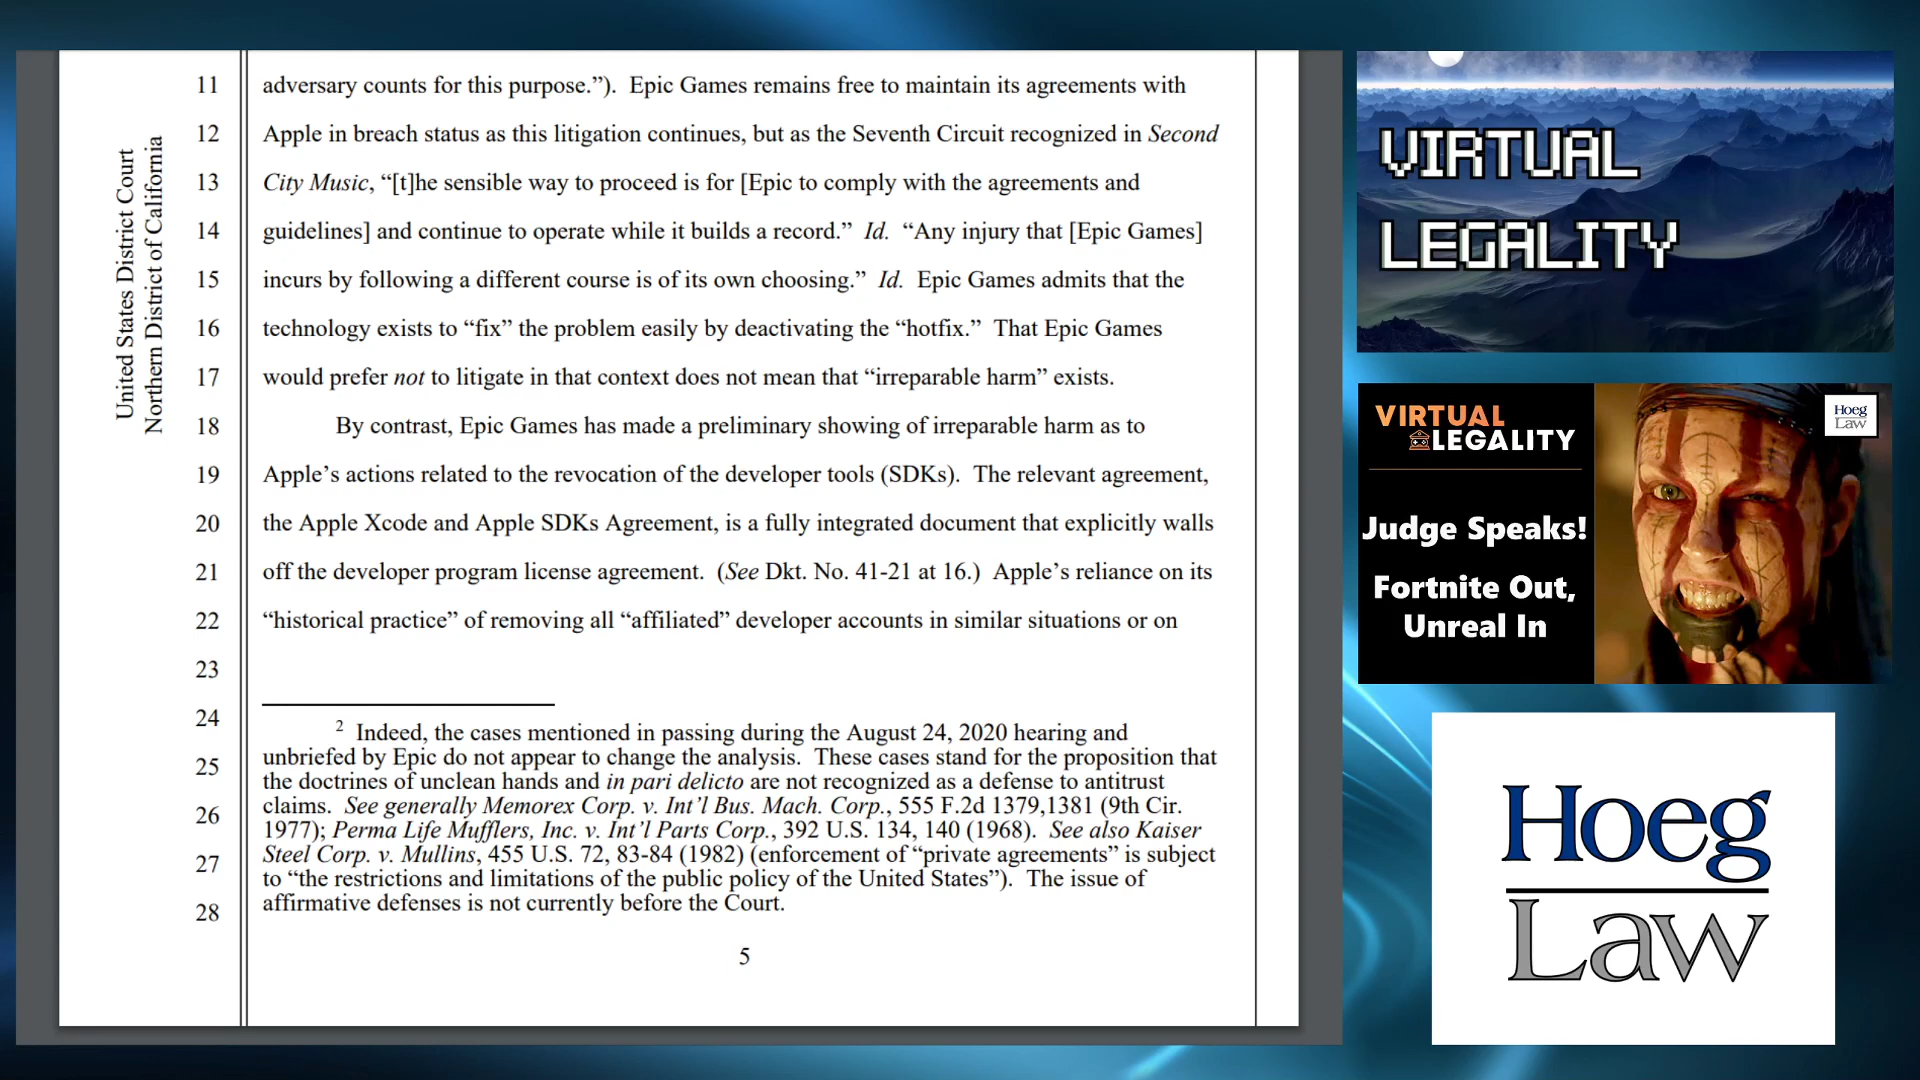 United States District Court
Northern District of California
11 adversary counts for this purpose.”).  Epic Games remains free to maintain its agreements with
12 Apple in breach status as this litigation continues, but as the Seventh Circuit recognized in Second
13 City Music, “[t]he sensible way to proceed is for [Epic to comply with the agreements and
14 guidelines] and continue to operate while it builds a record.”  Id.  “Any injury that [Epic Games]
15 incurs by following a different course is of its own choosing.”  Id.  Epic Games admits that the
16 technology exists to “fix” the problem easily by deactivating the “hotfix.”  That Epic Games
17 would prefer not to litigate in that context does not mean that “irreparable harm” exists.
18 By contrast, Epic Games has made a preliminary showing of irreparable harm as to
19 Apple’s actions related to the revocation of the developer tools (SDKs).  The relevant agreement,
20 the Apple Xcode and Apple SDKs Agreement, is a fully integrated document that explicitly walls
21 off the developer program license agreement.  (See Dkt. No. 41-21 at 16.)  Apple’s reliance on its
22 “historical practice” of removing all “affiliated” developer accounts in similar situations or on
23
24 2 Indeed, the cases mentioned in passing during the August 24, 2020 hearing and
25 unbriefed by Epic do not appear to change the analysis.  These cases stand for the proposition that
the doctrines of unclean hands and in pari delicto are not recognized as a defense to antitrust
26 claims.  See generally Memorex Corp. v. Int’l Bus. Mach. Corp., 555 F.2d 1379,1381 (9th Cir.
1977); Perma Life Mufflers, Inc. v. Int’l Parts Corp., 392 U.S. 134, 140 (1968).  See also Kaiser
27 Steel Corp. v. Mullins, 455 U.S. 72, 83-84 (1982) (enforcement of “private agreements” is subject
to “the restrictions and limitations of the public policy of the United States”).  The issue of
28 affirmative defenses is not currently before the Court.
5
VIRTUAL
LEGALITY
VIRTUAL
LEGALITY
Hoeg
Law
Judge Speaks!
Fortnite Out,
Unreal In
Hoeg
Law